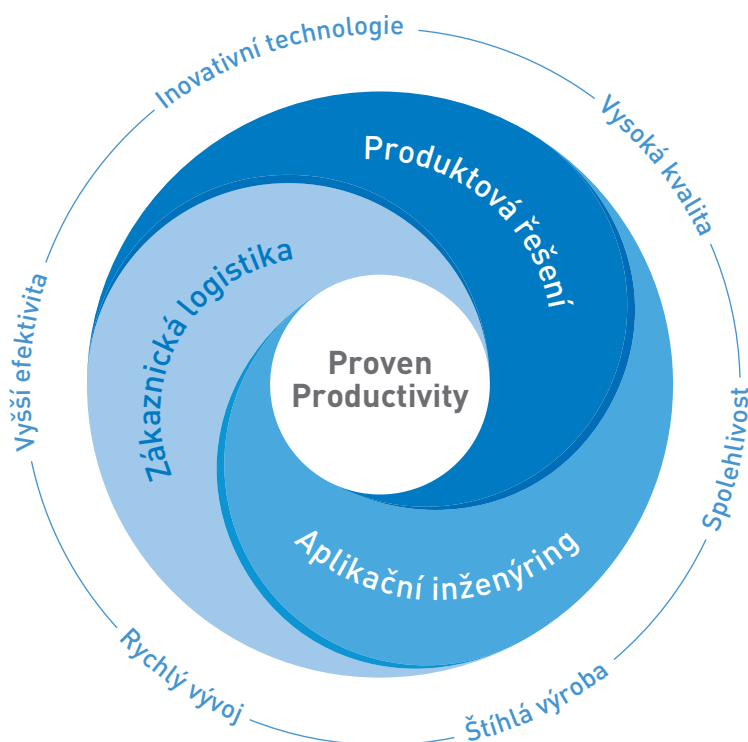 Inovativní technologie
Vysoká kvalita
Spolehlivost
Štíhlá výroba
Rychlý vývoj
Vyšší efektivita
Produktová řešení
Aplikační inženýring
Zákaznická logistika
Proven
Productivity